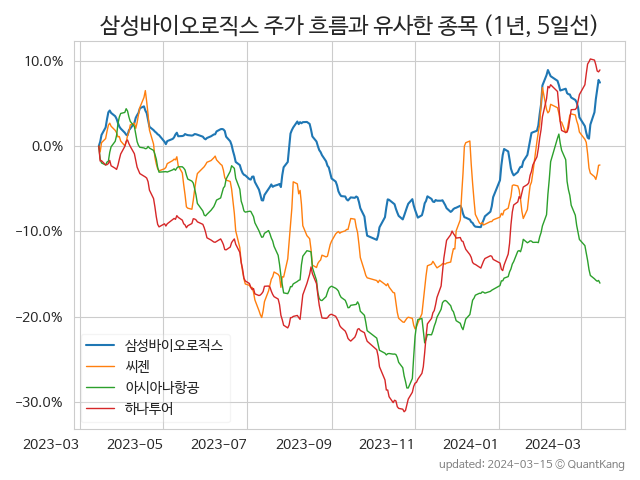 삼성바이오로직스 주가 흐름과 유사한 종목 (1년, 5일선)
10.0%
0.0%
−10.0%
−20.0%
−30.0%
삼성바이오로직스
씨젠
아시아나항공
하나투어
2023-03 2023-05 2023-07 2023-09 2023-11 2024-01 2024-03
updated: 2024-03-15 © QuantKang